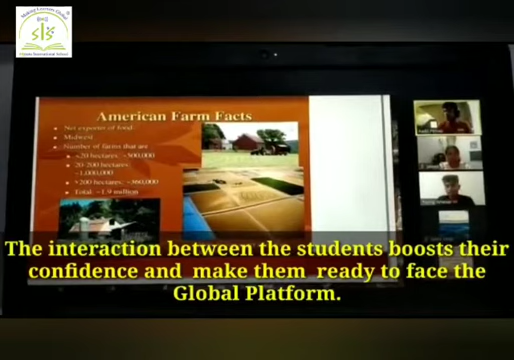 American Farm Facts
Net exporter of food
Midwest
Number of farms that are
<20 hectares: ~500,000
20-200 hectares:
~1,000,000
>200 hectares: ~360,000
Total: ~1.9 million
The interaction between the students boosts their
confidence and make them ready to face the
Global Platform.